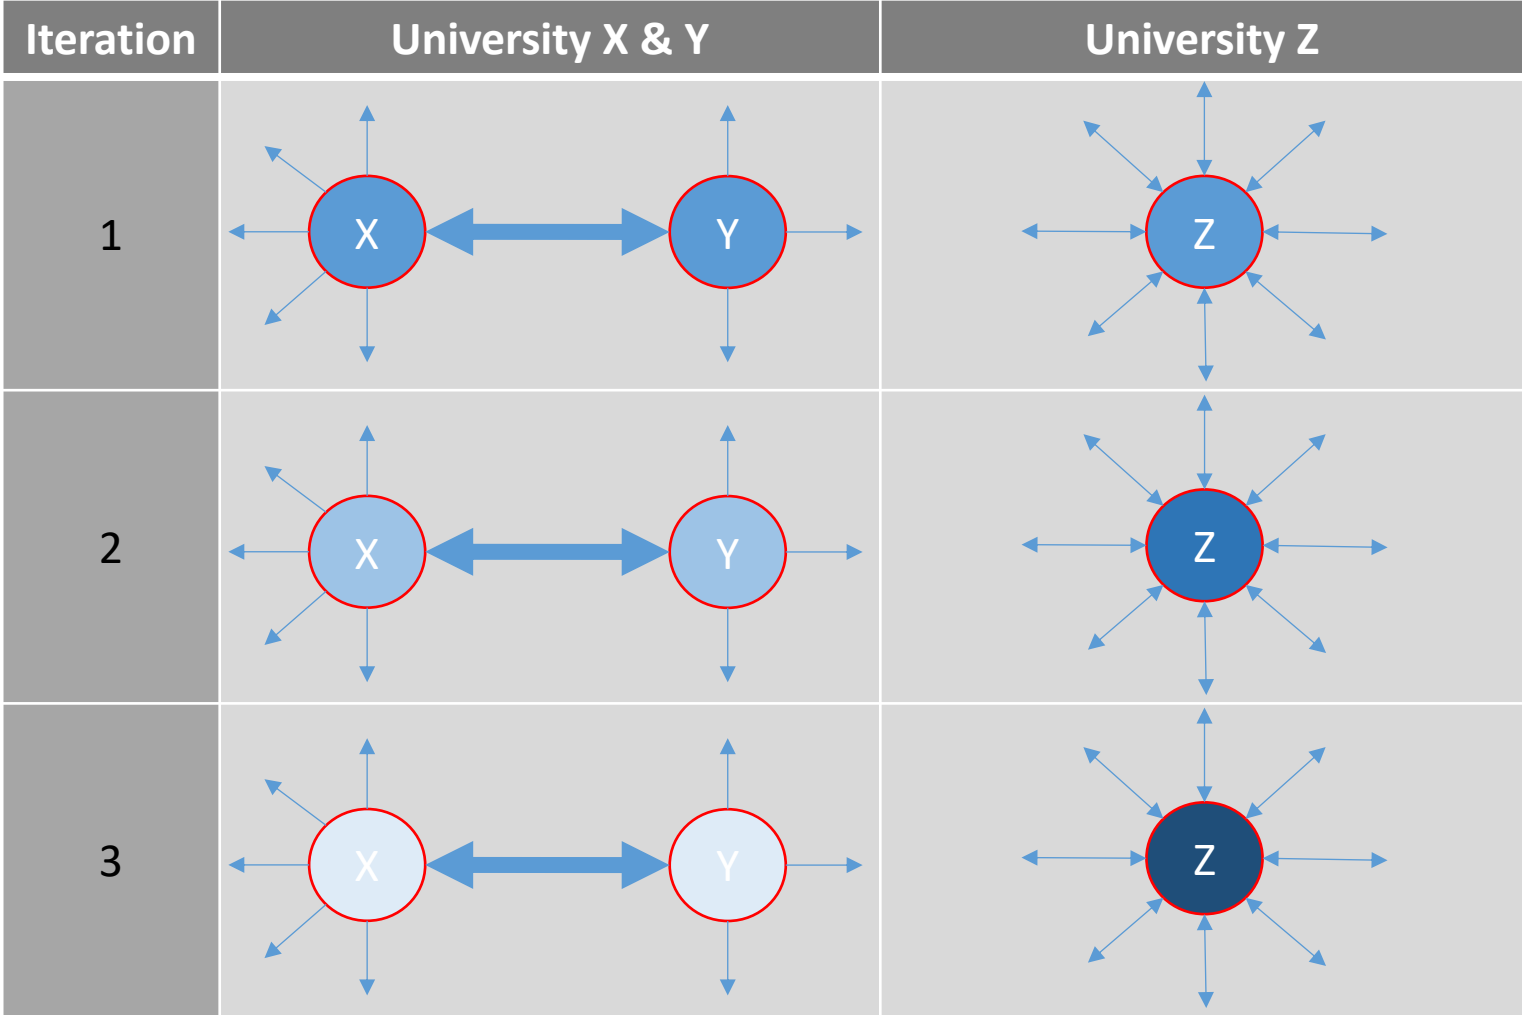 Iteration University X & Y University Z
1 X Y Z
2 X Y Z
3 X Y Z